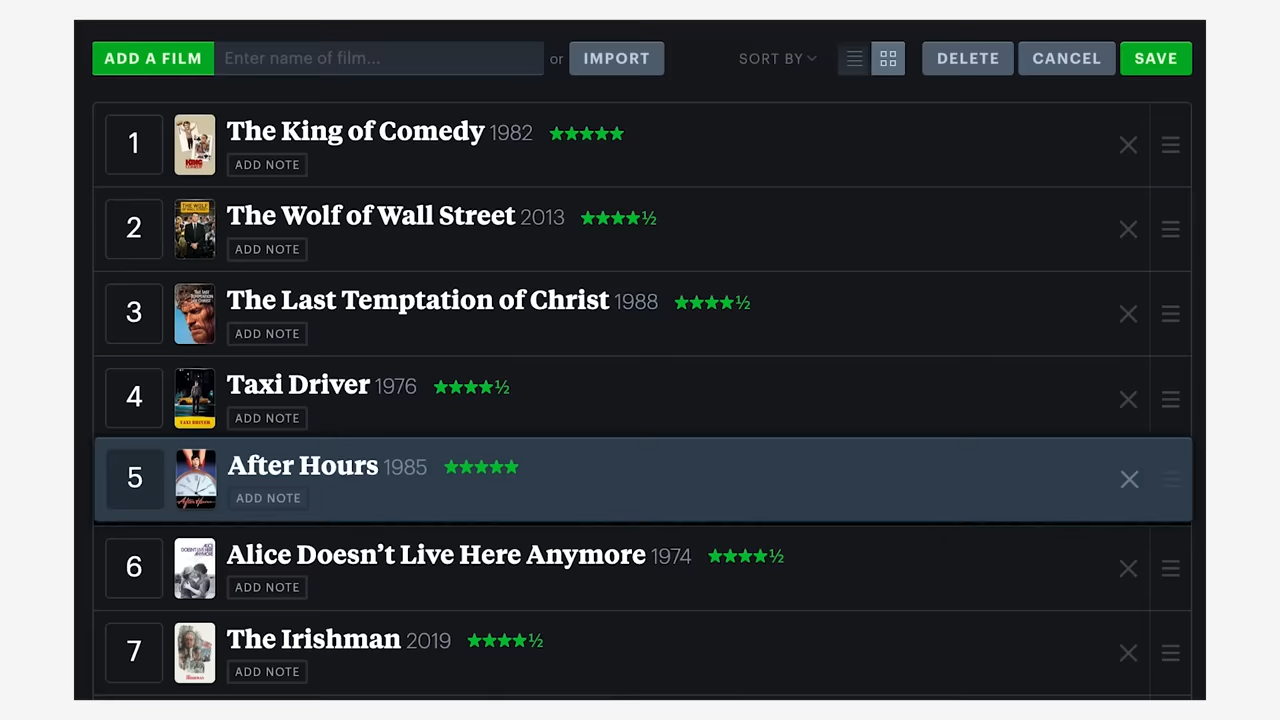 ADD A FILM Enter name of film... or IMPORT SORT BY DELETE CANCEL SAVE
1 The King of Comedy 1982 ★★★★★
ADD NOTE
2 The Wolf of Wall Street 2013 ★★★★½
ADD NOTE
3 The Last Temptation of Christ 1988 ★★★★½
ADD NOTE
4 Taxi Driver 1976 ★★★★½
TAXI DRIVER
ADD NOTE
5 After Hours 1985 ★★★★★
After Hours
ADD NOTE
6 Alice Doesn’t Live Here Anymore 1974 ★★★★½
ADD NOTE
7 The Irishman 2019 ★★★★½
ADD NOTE